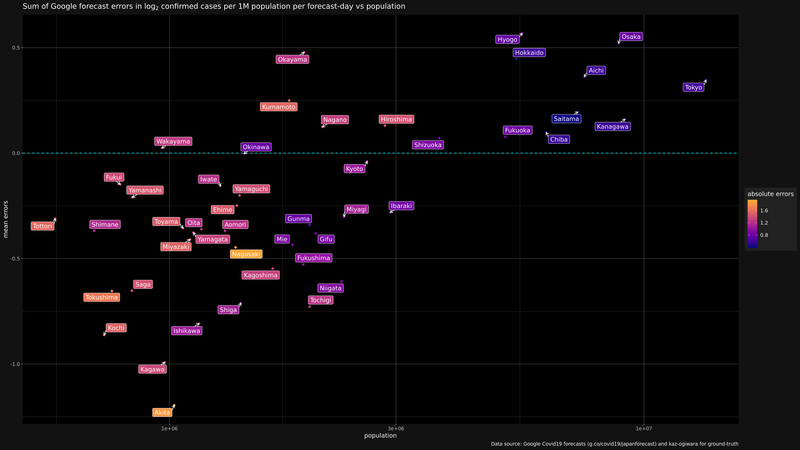 Sum of Google forecast errors in log2 confirmed cases per 1M population per forecast-day vs population
Osaka
Hyogo
Hokkaido
Okayama
Aichi
Tokyo
Kumamoto
Nagano
Hiroshima
Saitama
Kanagawa
Fukuoka
Chiba
Wakayama
Okinawa
Shizuoka
Kyoto
Fukui
Iwate
Yamanashi
Yamaguchi
Ibaraki
Ehime
Miyagi
Tottori
Shimane
Toyama
Oita
Aomori
Gunma
Yamagata
Mie
Gifu
Miyazaki
Nagasaki
Fukushima
Kagoshima
Saga
Niigata
Tokushima
Tochigi
Shiga
Kochi
Ishikawa
Kagawa
Akita
0.5
0.0
-0.5
-1.0
mean errors
1e+06
3e+06
1e+07
population
absolute errors
1.6
1.2
0.8
Data source: Google Covid19 forecasts (g.co/covid19/japanforecast) and kaz-ogiwara for ground-truth